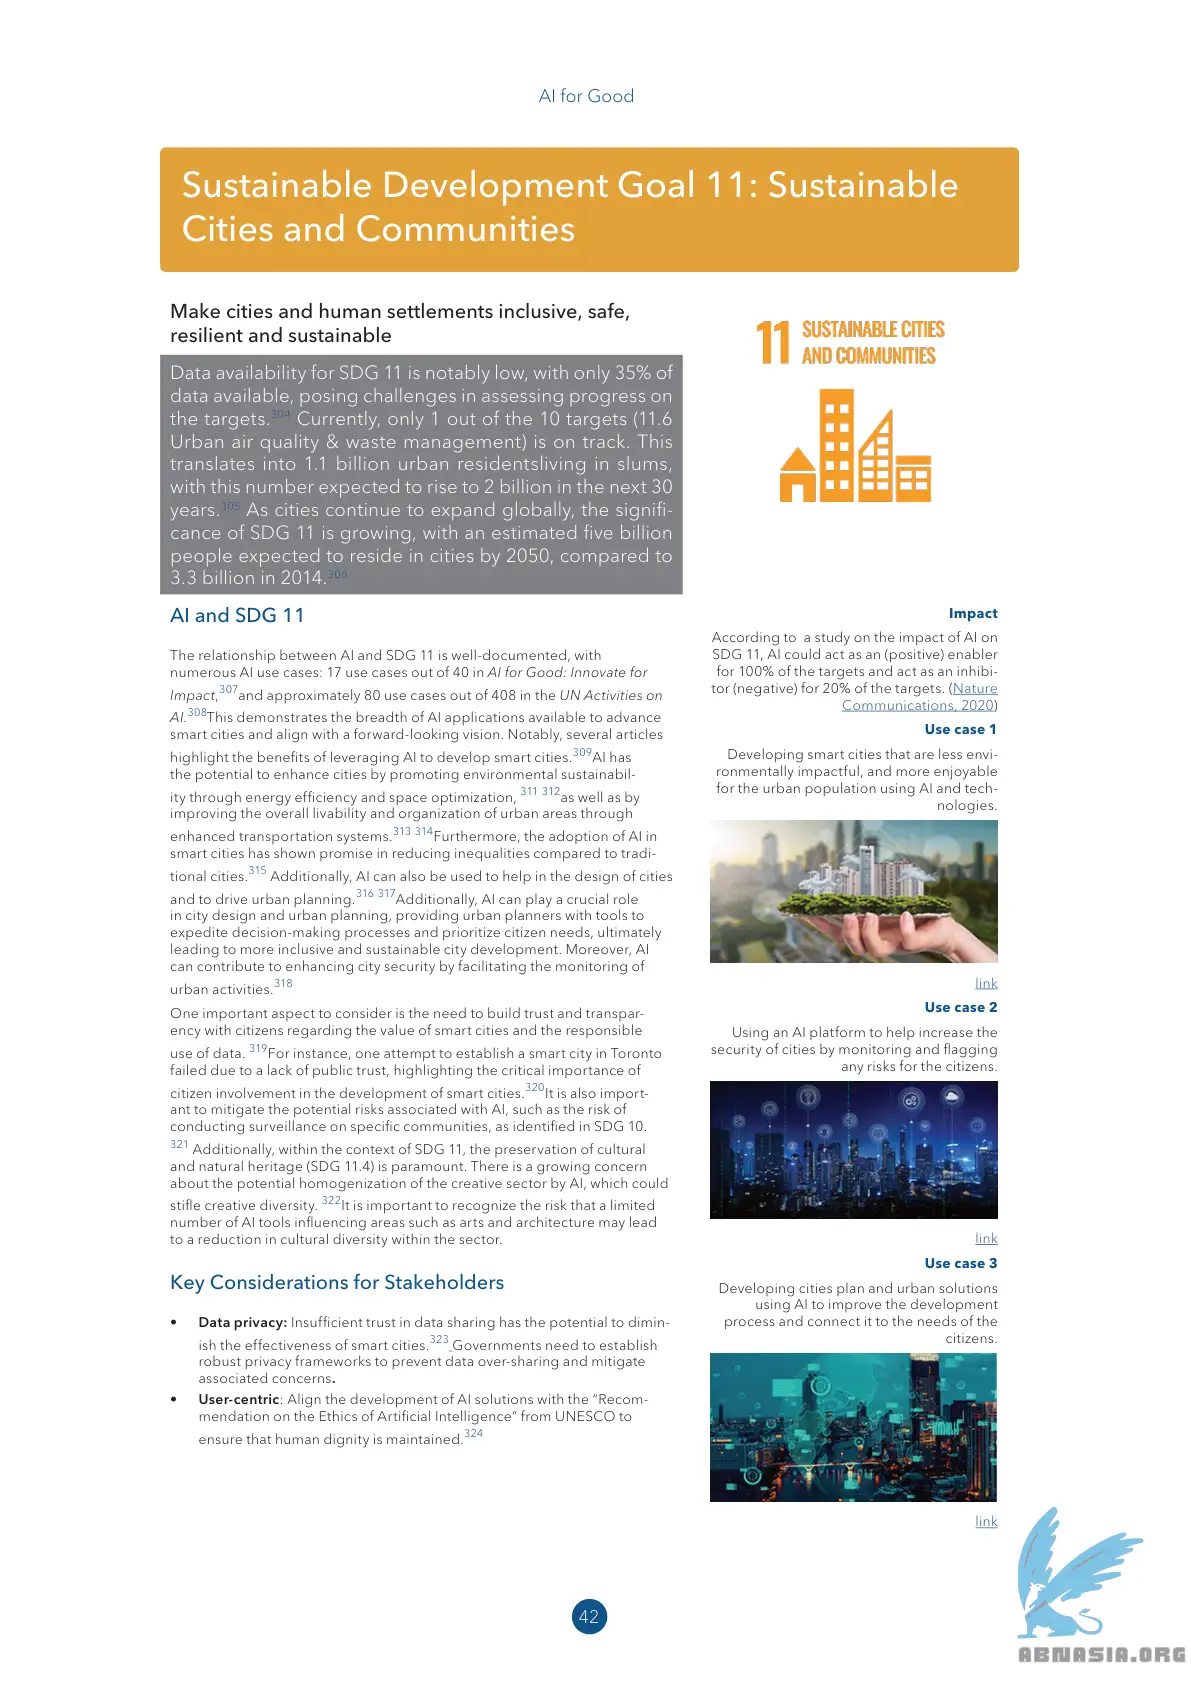 AI for Good
Sustainable Development Goal 11: Sustainable
Cities and Communities
Make cities and human settlements inclusive, safe,
resilient and sustainable
Data availability for SDG 11 is notably low, with only 35% of
data available, posing challenges in assessing progress on
the targets.304 Currently, only 1 out of the 10 targets (11.6
Urban air quality & waste management) is on track. This
translates into 1.1 billion urban residentsliving in slums,
with this number expected to rise to 2 billion in the next 30
years.305 As cities continue to expand globally, the signifi-
cance of SDG 11 is growing, with an estimated five billion
people expected to reside in cities by 2050, compared to
3.3 billion in 2014.306
11 SUSTAINABLE CITIES
AND COMMUNITIES
AI and SDG 11
The relationship between AI and SDG 11 is well-documented, with
numerous AI use cases: 17 use cases out of 40 in AI for Good: Innovate for
Impact,307and approximately 80 use cases out of 408 in the UN Activities on
AI.308This demonstrates the breadth of AI applications available to advance
smart cities and align with a forward-looking vision. Notably, several articles
highlight the benefits of leveraging AI to develop smart cities.309AI has
the potential to enhance cities by promoting environmental sustainabil-
ity through energy efficiency and space optimization, 311 312as well as by
improving the overall livability and organization of urban areas through
enhanced transportation systems.313 314Furthermore, the adoption of AI in
smart cities has shown promise in reducing inequalities compared to tradi-
tional cities.315 Additionally, AI can also be used to help in the design of cities
and to drive urban planning.316 317Additionally, AI can play a crucial role
in city design and urban planning, providing urban planners with tools to
expedite decision-making processes and prioritize citizen needs, ultimately
leading to more inclusive and sustainable city development. Moreover, AI
can contribute to enhancing city security by facilitating the monitoring of
urban activities.318
One important aspect to consider is the need to build trust and transpar-
ency with citizens regarding the value of smart cities and the responsible
use of data. 319For instance, one attempt to establish a smart city in Toronto
failed due to a lack of public trust, highlighting the critical importance of
citizen involvement in the development of smart cities.320It is also import-
ant to mitigate the potential risks associated with AI, such as the risk of
conducting surveillance on specific communities, as identified in SDG 10.
321 Additionally, within the context of SDG 11, the preservation of cultural
and natural heritage (SDG 11.4) is paramount. There is a growing concern
about the potential homogenization of the creative sector by AI, which could
stifle creative diversity. 322It is important to recognize the risk that a limited
number of AI tools influencing areas such as arts and architecture may lead
to a reduction in cultural diversity within the sector.
Key Considerations for Stakeholders
• Data privacy: Insufficient trust in data sharing has the potential to dimin-
ish the effectiveness of smart cities.323 Governments need to establish
robust privacy frameworks to prevent data over-sharing and mitigate
associated concerns.
• User-centric: Align the development of AI solutions with the “Recom-
mendation on the Ethics of Artificial Intelligence” from UNESCO to
ensure that human dignity is maintained.324
Impact
According to a study on the impact of AI on
SDG 11, AI could act as an (positive) enabler
for 100% of the targets and act as an inhibi-
tor (negative) for 20% of the targets. (Nature
Communications, 2020)
Use case 1
Developing smart cities that are less envi-
ronmentally impactful, and more enjoyable
for the urban population using AI and tech-
nologies.
link
Use case 2
Using an AI platform to help increase the
security of cities by monitoring and flagging
any risks for the citizens.
link
Use case 3
Developing cities plan and urban solutions
using AI to improve the development
process and connect it to the needs of the
citizens.
link
42
ABNASIA.ORG